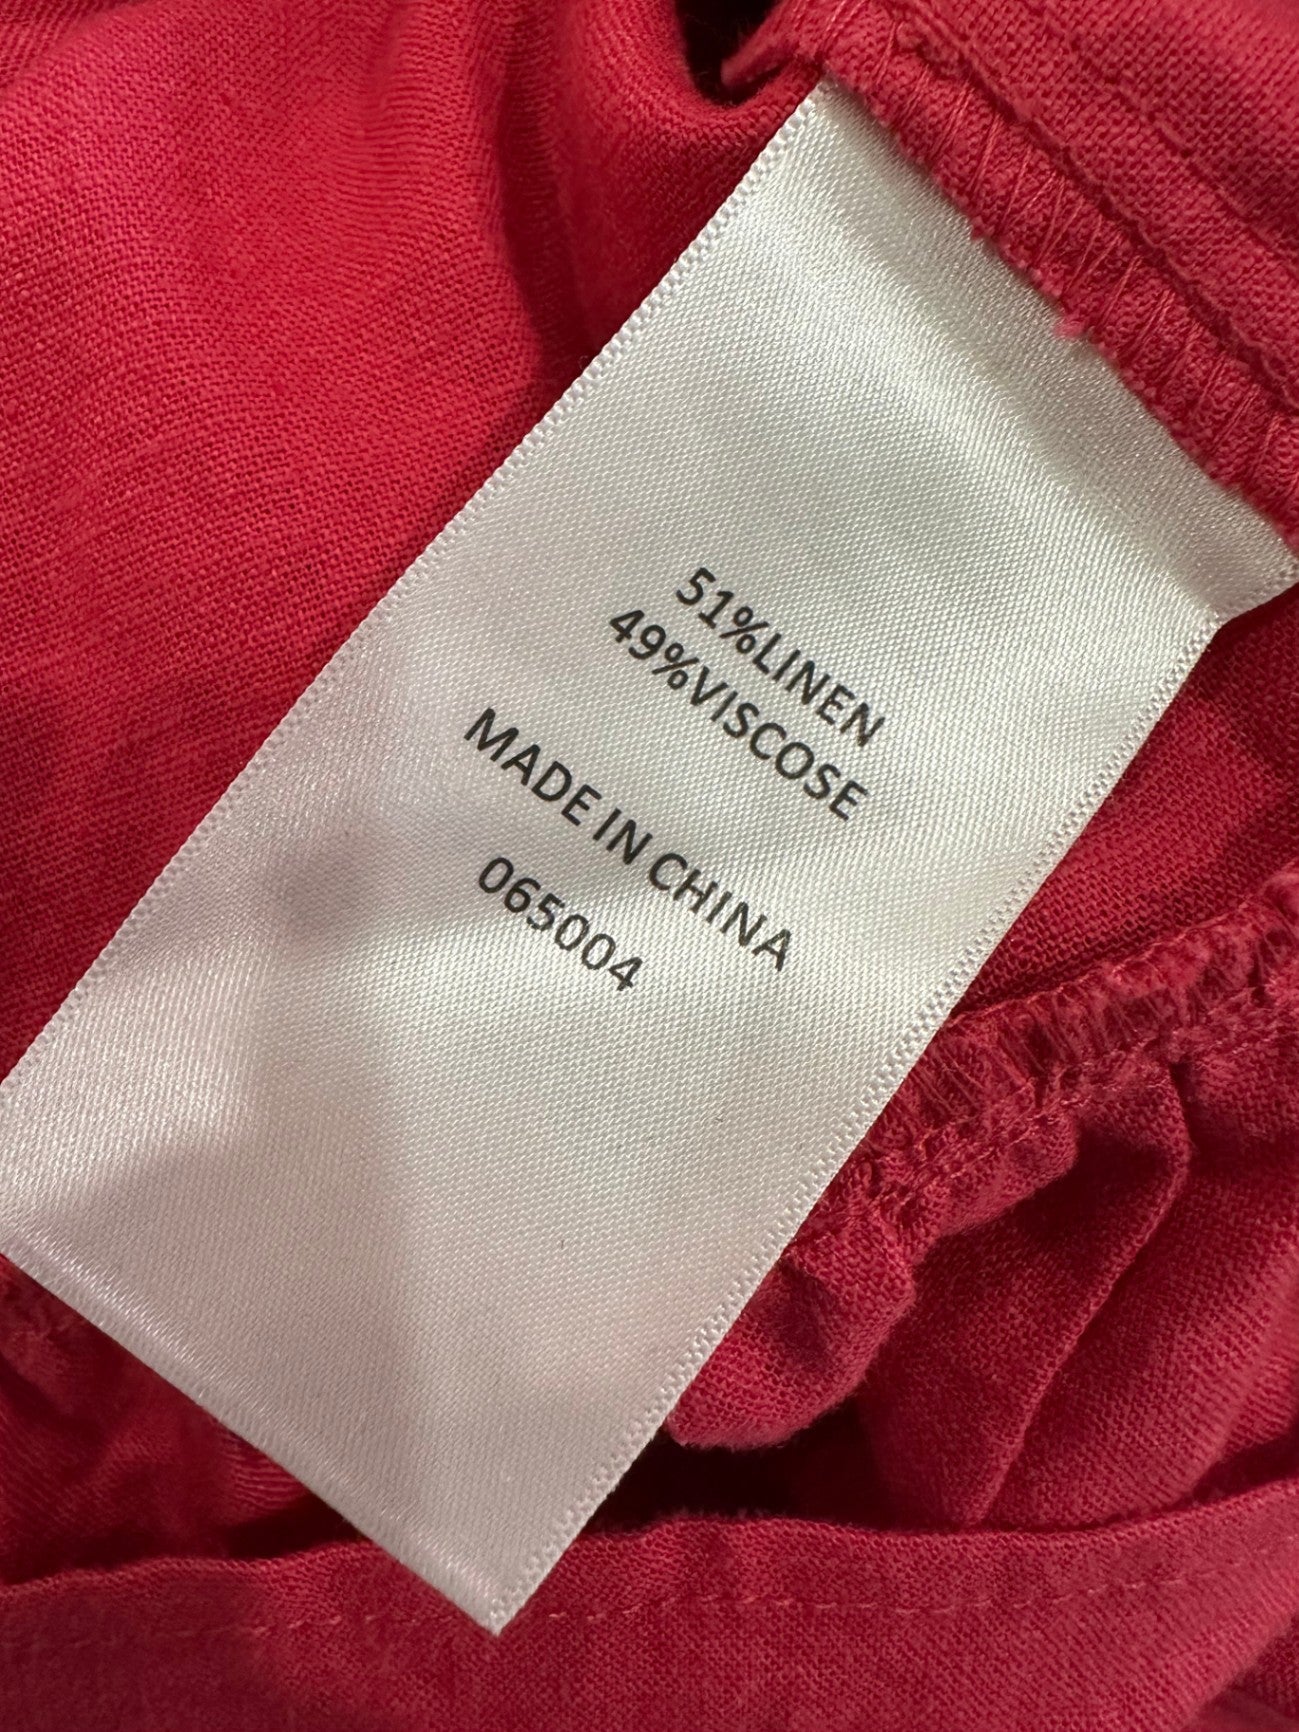 51%LINEN
49%VISCOSE
MADE IN CHINA
065004